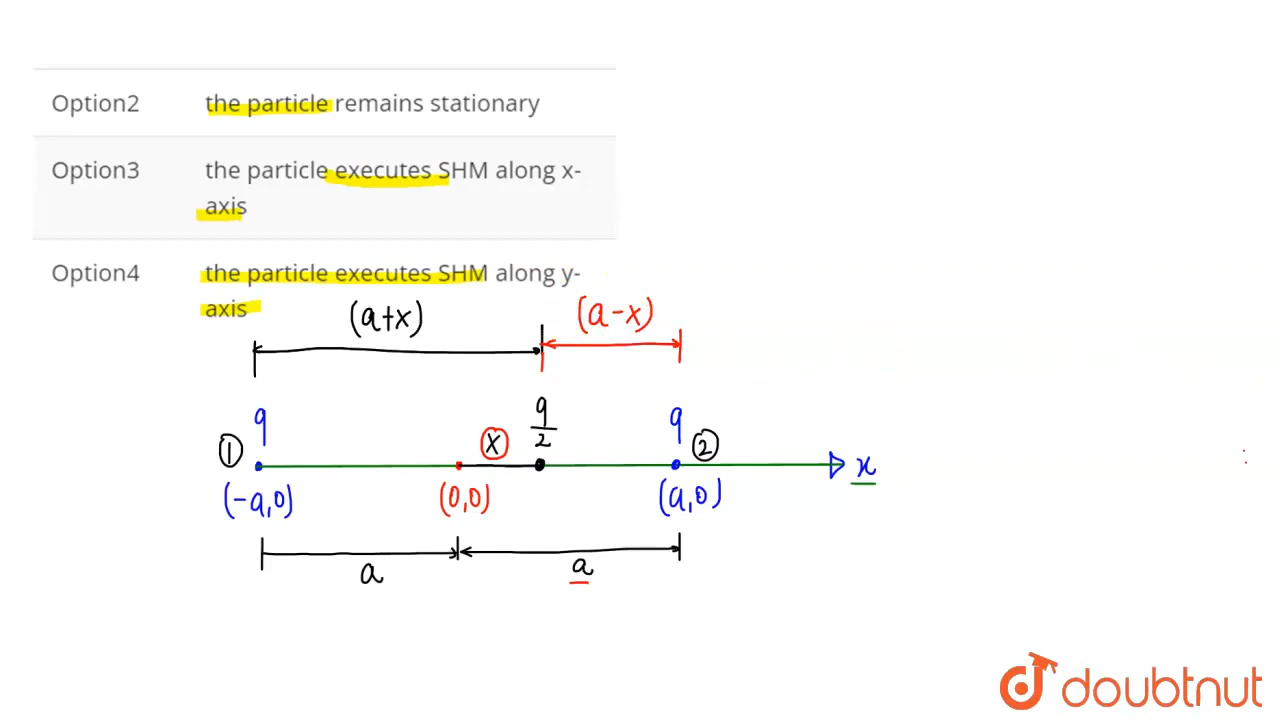 Option2 the particle remains stationary
Option3 the particle executes SHM along x-
axis
Option4 the particle executes SHM along y-
axis
(a+x) (a-x)
q q/2 q
① x ② x
(-a,0) (0,0) (a,0)
a a
doubtnut